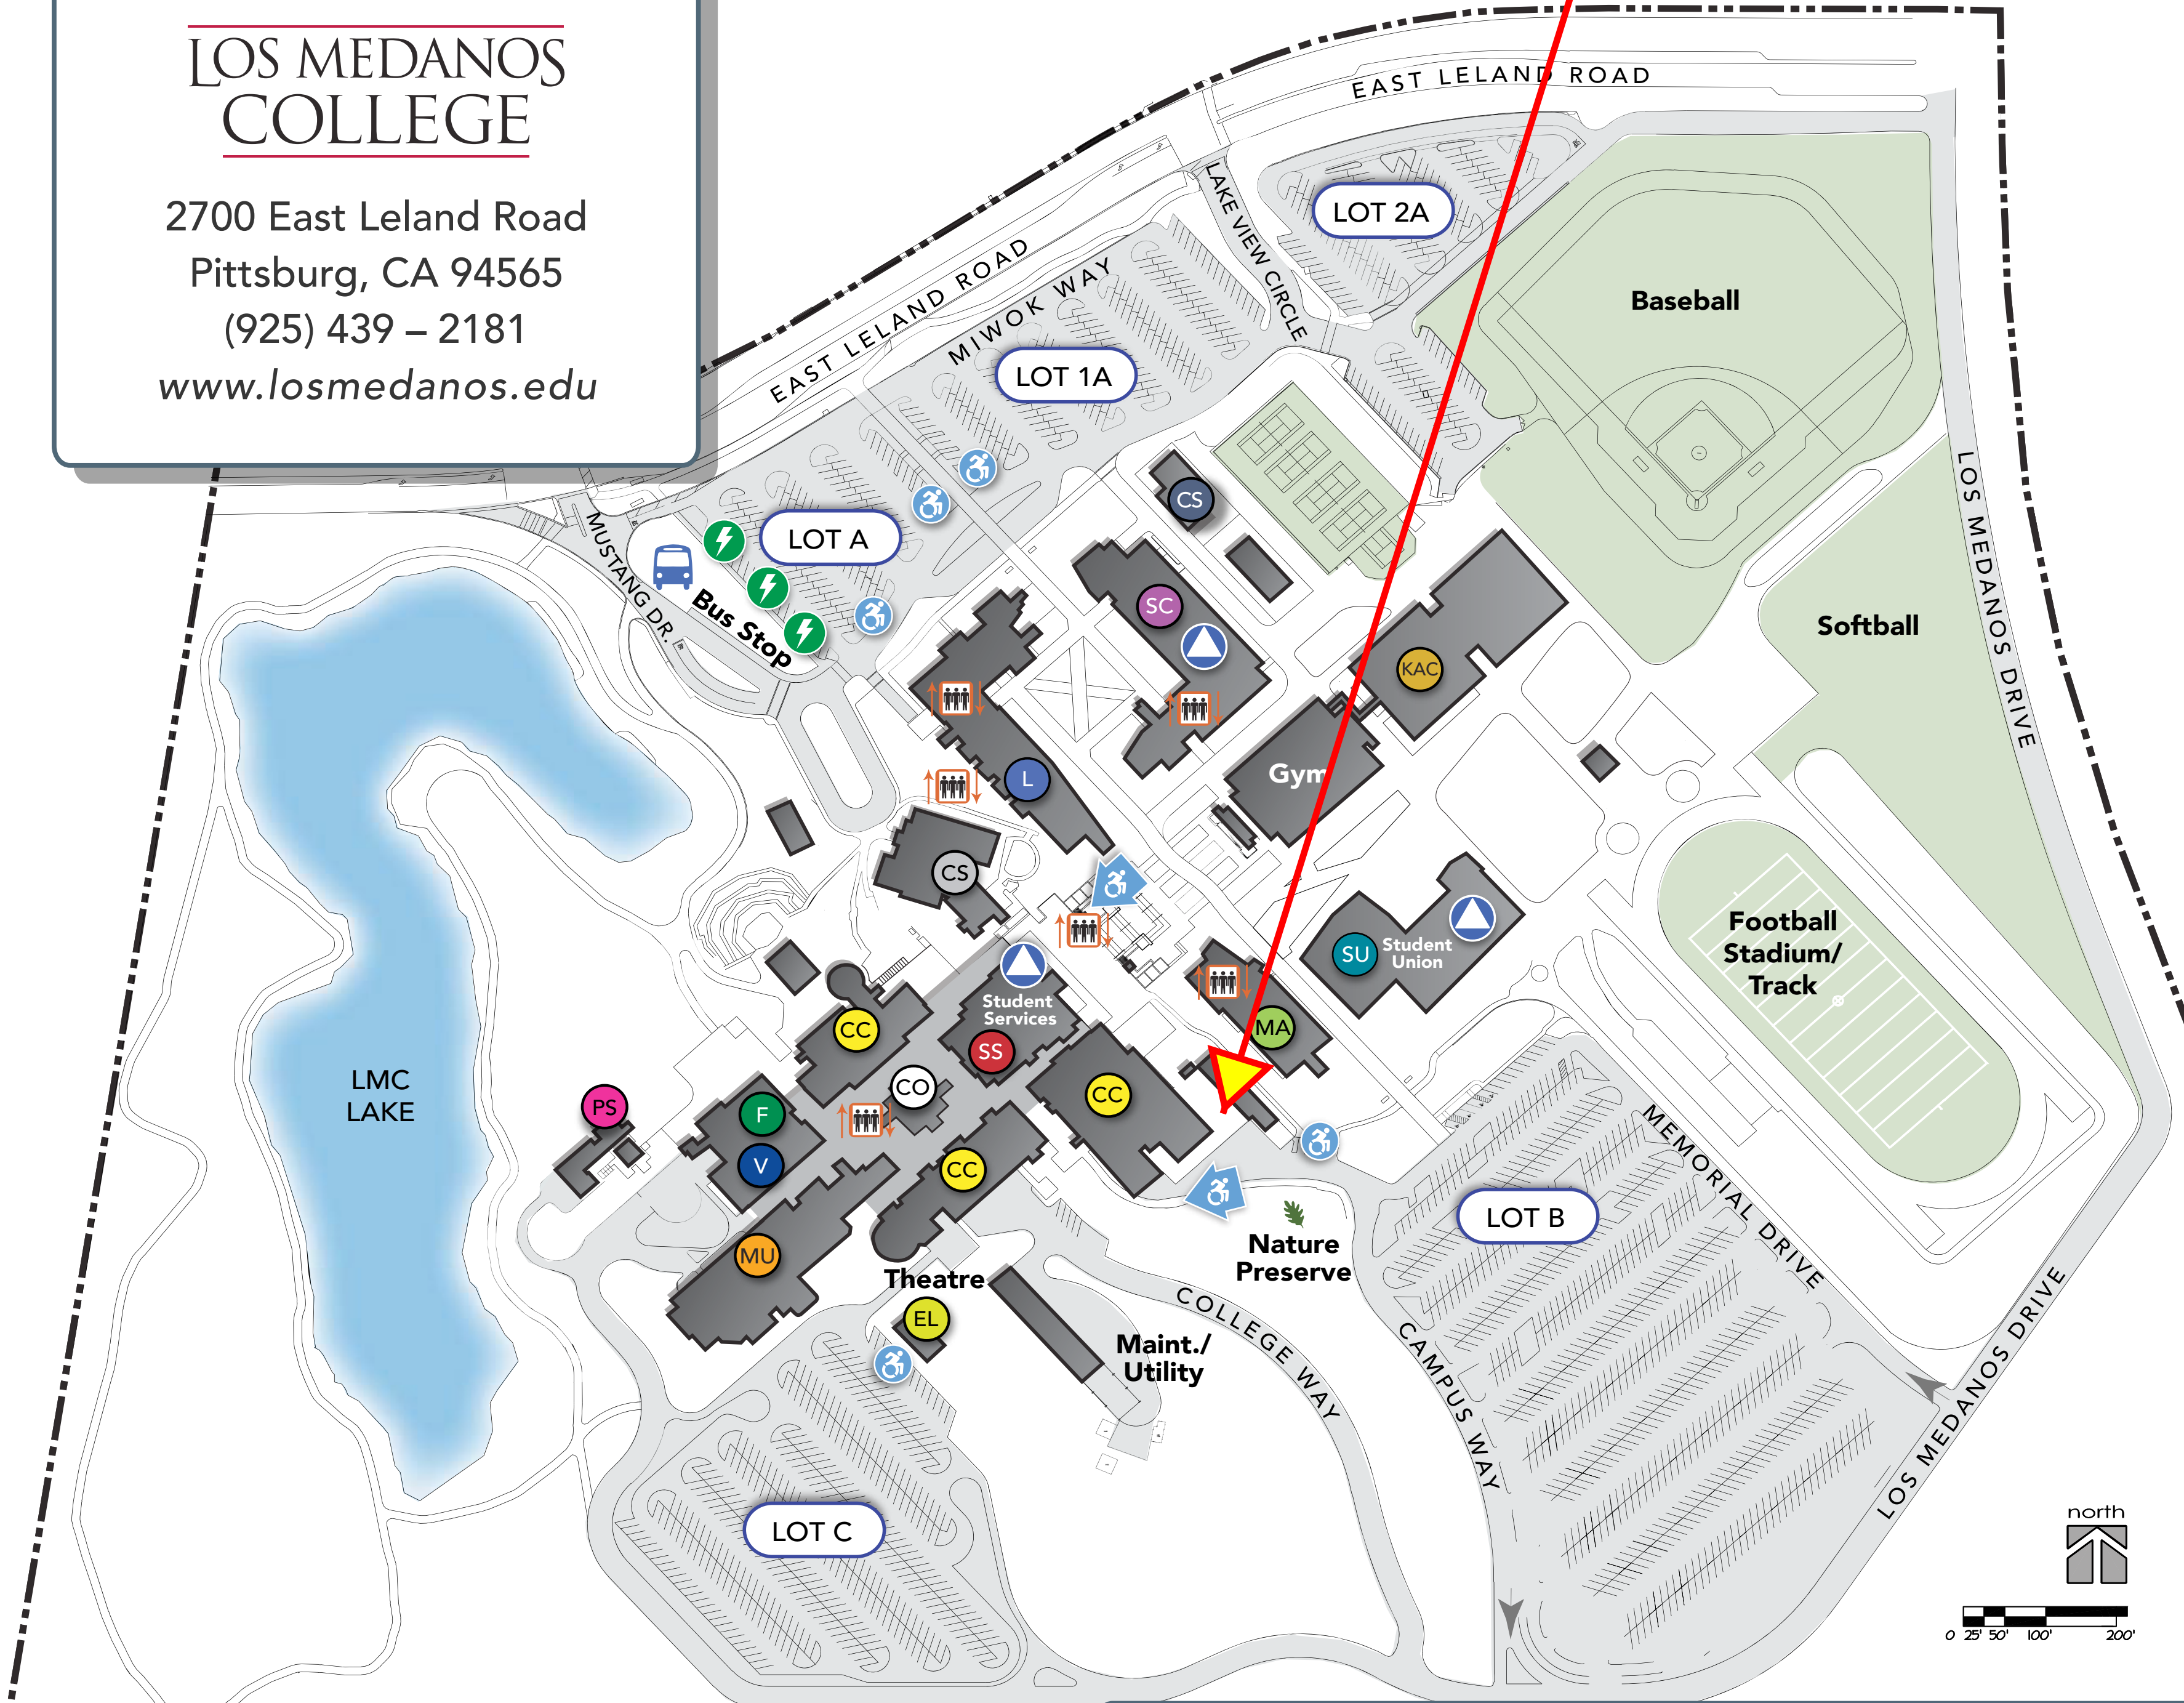 LOS MEDANOS
COLLEGE
2700 East Leland Road
Pittsburg, CA 94565
(925) 439 – 2181
www.losmedanos.edu
EAST LELAND ROAD
LOT 2A
LAKE VIEW CIRCLE
EAST LELAND ROAD
MIWOK WAY
LOT 1A
Baseball
LOS MEDANOS DRIVE
CS
LOT A
MUSTANG DR.
Bus Stop
SC
Softball
KAC
L
Gym
CS
Football
Stadium/
Track
SU
Student
Union
Student
Services
SS
MA
CC
LMC
LAKE
CO
CC
PS
F
V
CC
MEMORIAL DRIVE
LOT B
MU
Nature
Preserve
Theatre
EL
Maint./
Utility
COLLEGE WAY
CAMPUS WAY
LOS MEDANOS DRIVE
LOT C
north
0 25' 50' 100' 200'